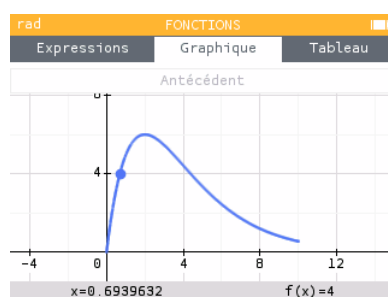 rad FONCTIONS
Expressions Graphique Tableau
Antécédent
4
-4 0 4 8 12
x=0.6939632 f(x)=4